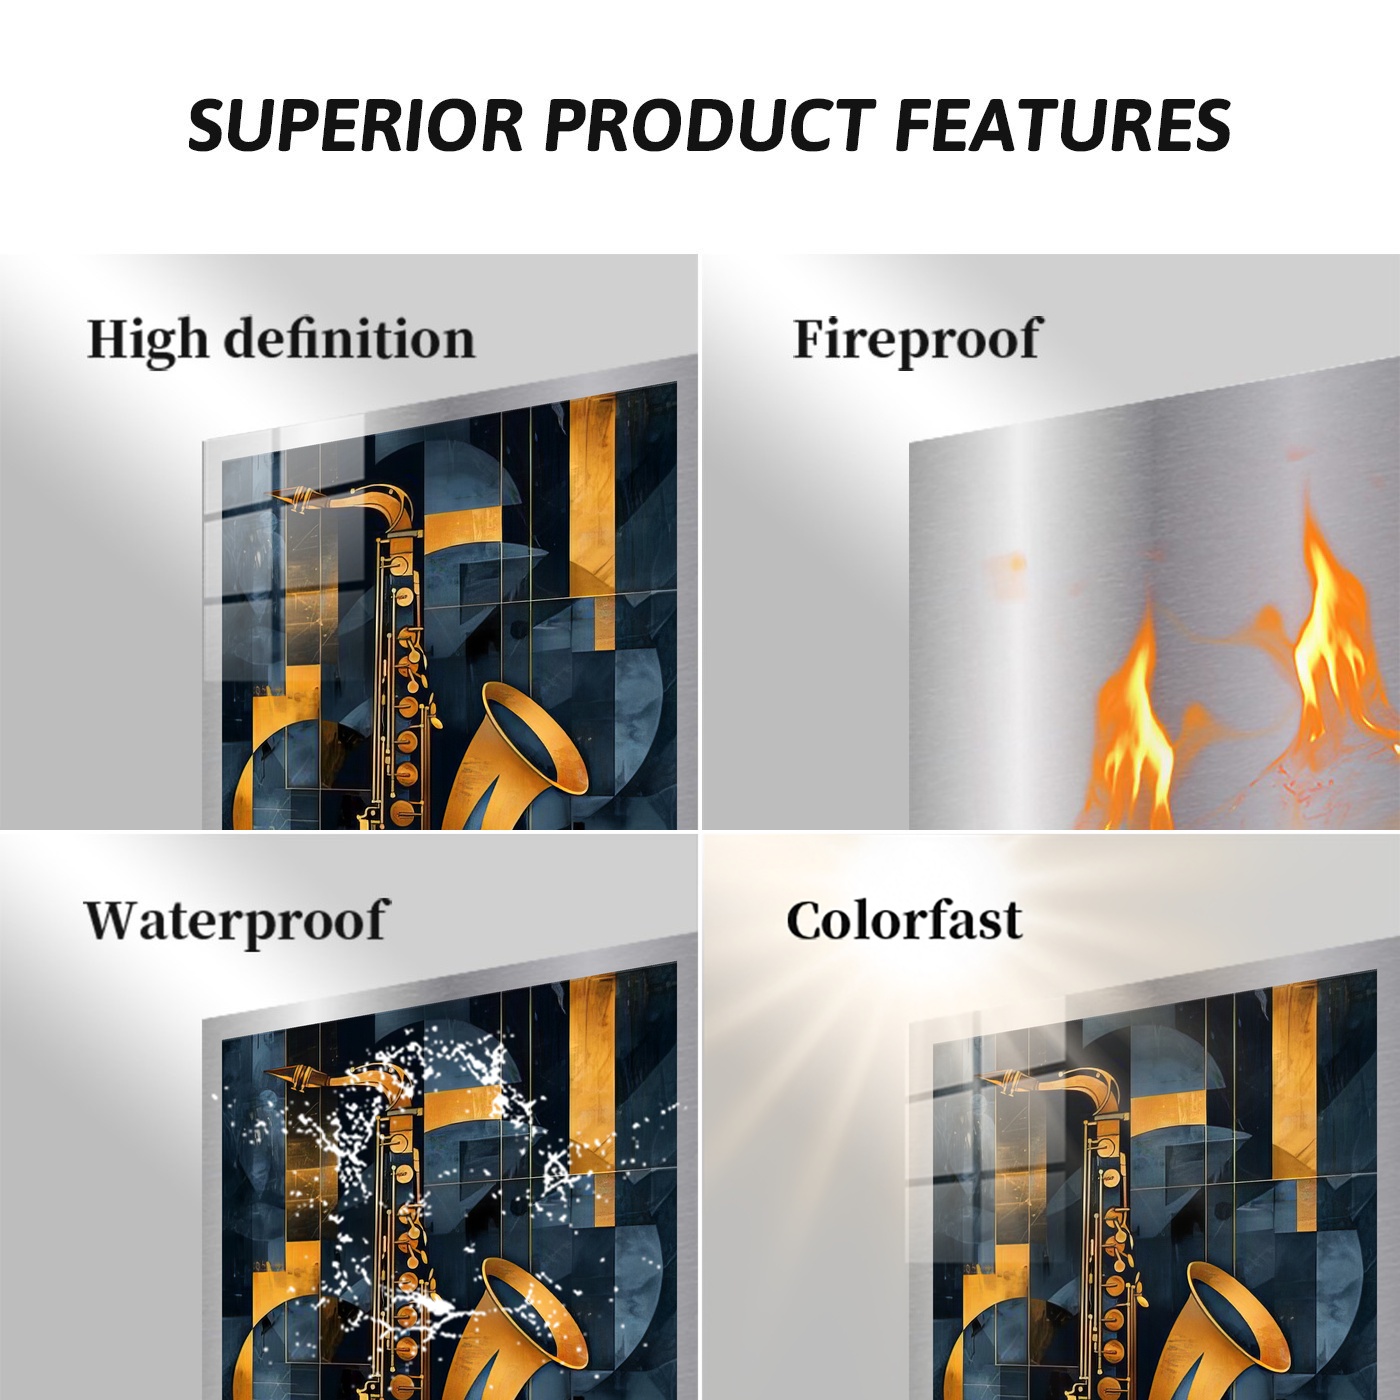 SUPERIOR PRODUCT FEATURES
High definition
Fireproof
Waterproof
Colorfast